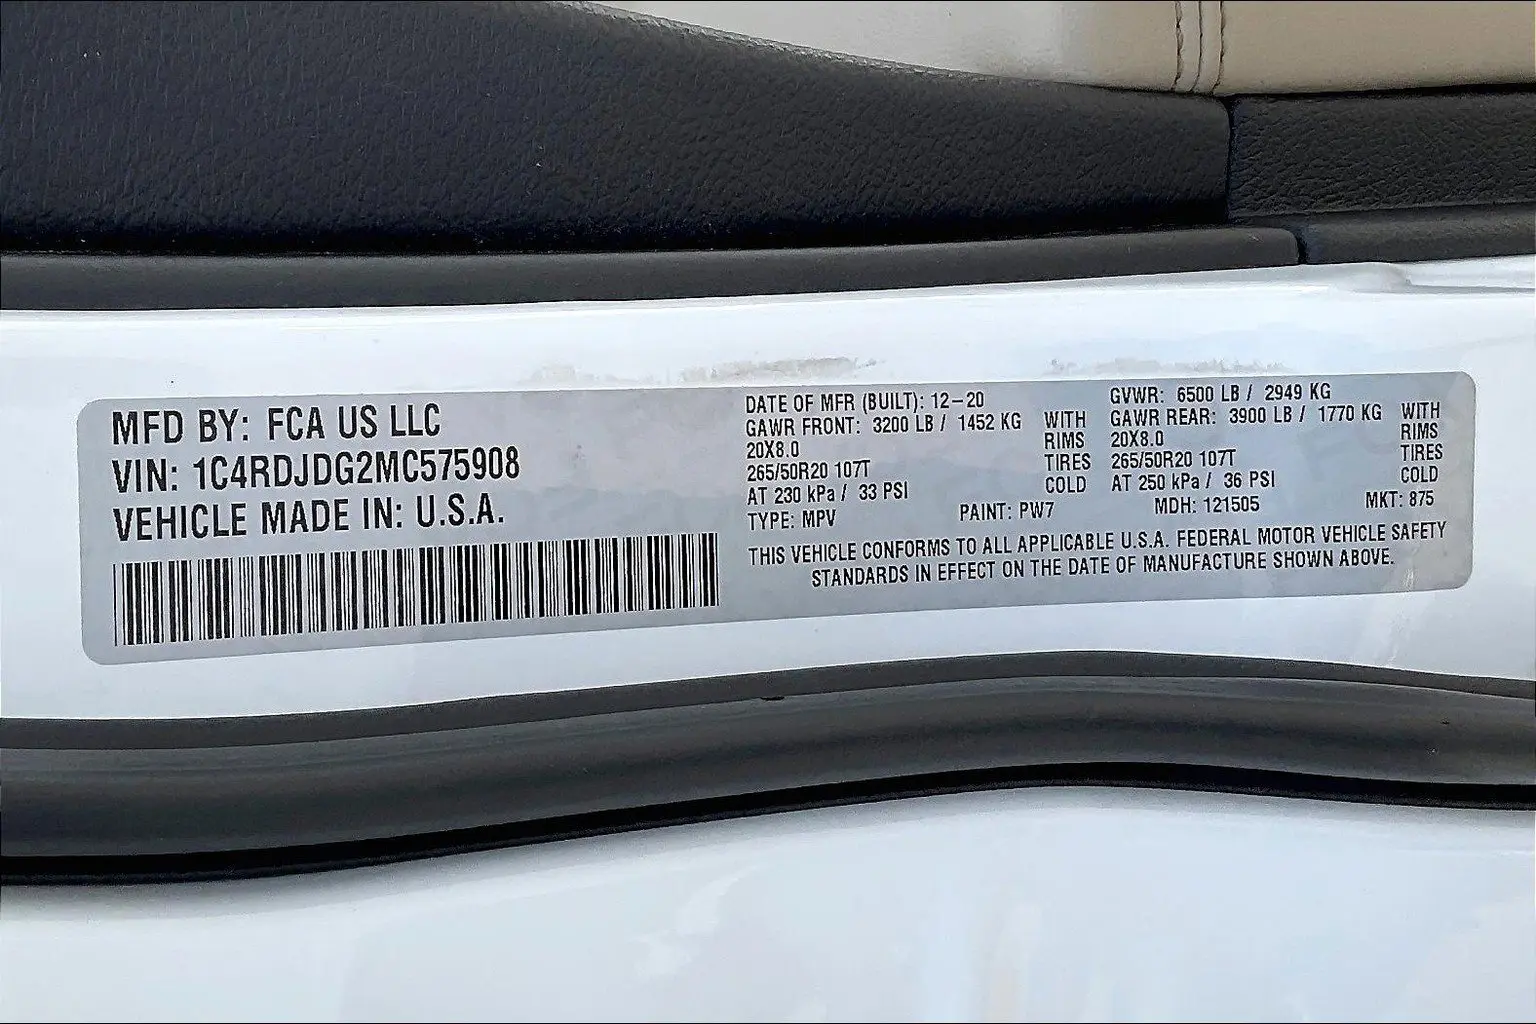 MFD BY: FCA US LLC
VIN: 1C4RDJDG2MC575908
VEHICLE MADE IN: U.S.A.
DATE OF MFR (BUILT): 12-20
GAWR FRONT: 3200 LB / 1452 KG WITH
20X8.0 RIMS
265/50R20 107T TIRES
AT 230 kPa / 33 PSI COLD
GVWR: 6500 LB / 2949 KG
GAWR REAR: 3900 LB / 1770 KG WITH
20X8.0 RIMS
265/50R20 107T TIRES
AT 250 kPa / 36 PSI COLD
TYPE: MPV PAINT: PW7 MDH: 121505 MKT: 875
THIS VEHICLE CONFORMS TO ALL APPLICABLE U.S.A. FEDERAL MOTOR VEHICLE SAFETY
STANDARDS IN EFFECT ON THE DATE OF MANUFACTURE SHOWN ABOVE.